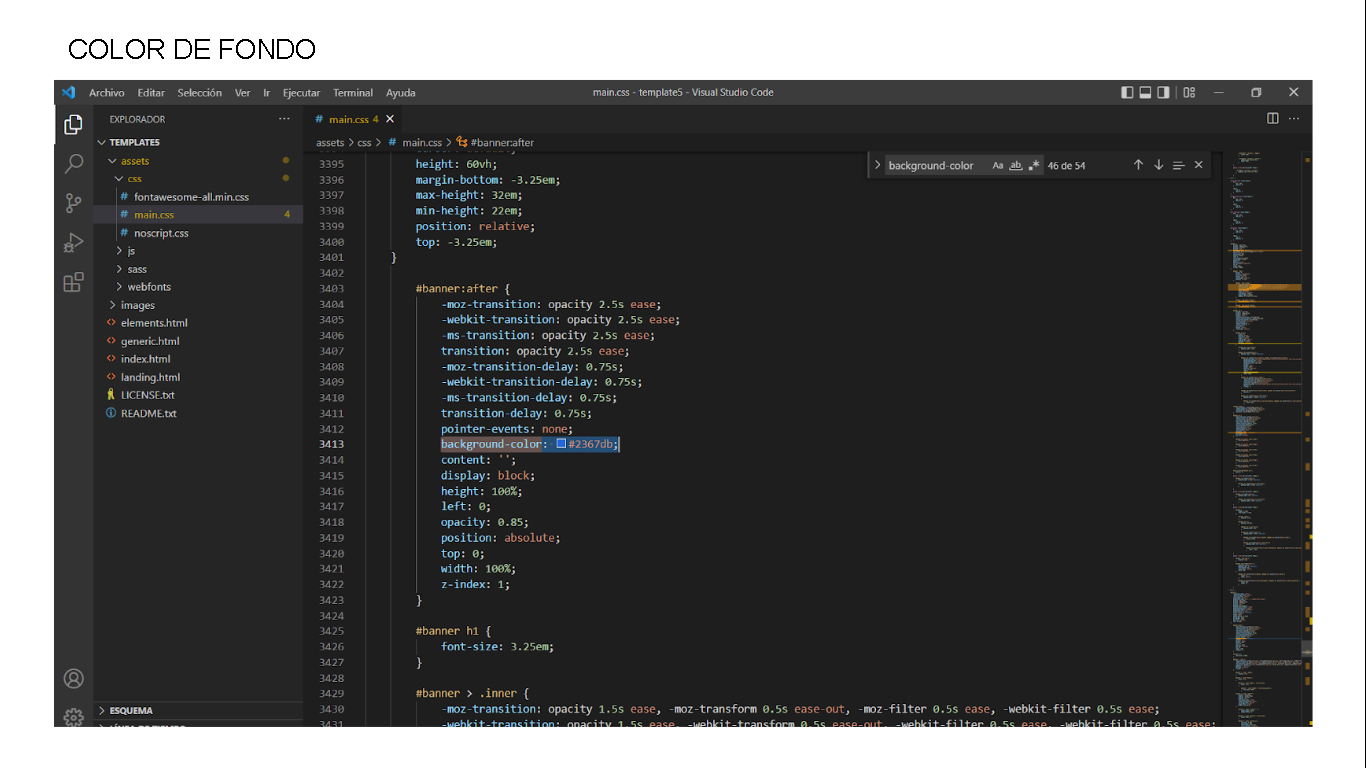 COLOR DE FONDO
Archivo Editar Selección Ver Ir Ejecutar Terminal Ayuda
main.css - template5 - Visual Studio Code
EXPLORADOR ...
TEMPLATE5
assets
css
# fontawesome-all.min.css
# main.css 4
# noscript.css
js
sass
webfonts
images
<> elements.html
<> generic.html
<> index.html
<> landing.html
LICENSE.txt
README.txt
ESQUEMA
# main.css 4
assets > css > # main.css > #banner:after
background-color Aa ab 46 de 54
3395 height: 60vh;
3396 margin-bottom: -3.25em;
3397 max-height: 32em;
3398 min-height: 22em;
3399 position: relative;
3400 top: -3.25em;
3401 }
3402
3403 #banner:after {
3404 -moz-transition: opacity 2.5s ease;
3405 -webkit-transition: opacity 2.5s ease;
3406 -ms-transition: opacity 2.5s ease;
3407 transition: opacity 2.5s ease;
3408 -moz-transition-delay: 0.75s;
3409 -webkit-transition-delay: 0.75s;
3410 -ms-transition-delay: 0.75s;
3411 transition-delay: 0.75s;
3412 pointer-events: none;
3413 background-color: #2367db;
3414 content: '';
3415 display: block;
3416 height: 100%;
3417 left: 0;
3418 opacity: 0.85;
3419 position: absolute;
3420 top: 0;
3421 width: 100%;
3422 z-index: 1;
3423 }
3424
3425 #banner h1 {
3426 font-size: 3.25em;
3427 }
3428
3429 #banner > .inner {
3430 -moz-transition: opacity 1.5s ease, -moz-transform 0.5s ease-out, -moz-filter 0.5s ease, -webkit-filter 0.5s ease;
3431 -webkit-transition: opacity 1.5s ease, -webkit-transform 0.5s ease-out, -webkit-filter 0.5s ease, -webkit-filter 0.5s ease;